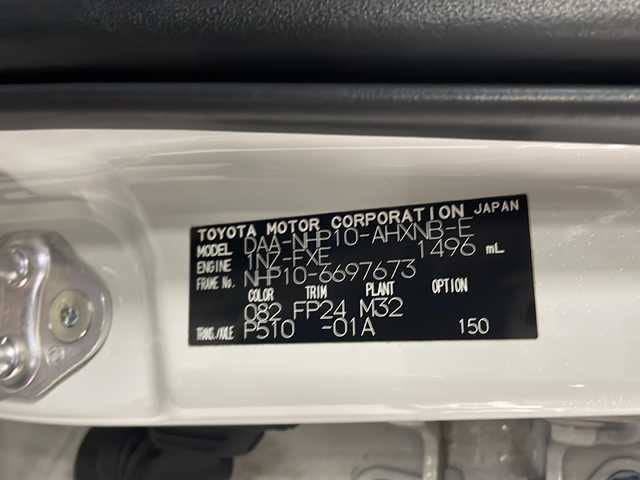 TOYOTA MOTOR CORPORATION JAPAN
MODEL DAA-NHP10-AHXNB-E
ENGINE 1NZ-FXE 1496 mL
FRAME No. NHP10-6697673
COLOR TRIM PLANT OPTION
082 FP24 M32
TRANS./AXLE P510 -01A 150